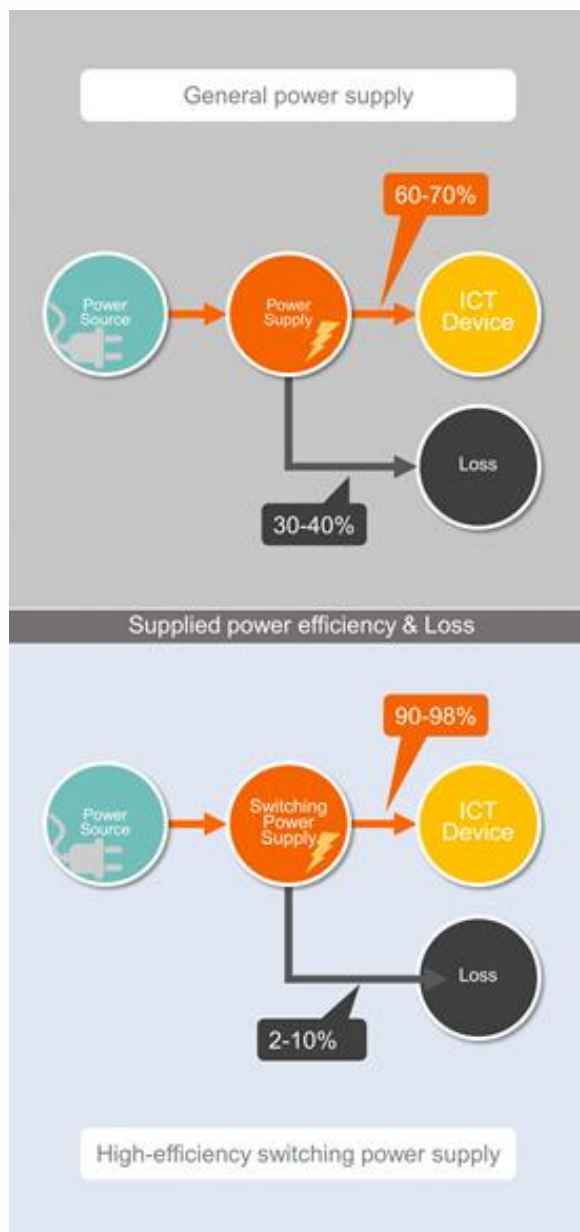 General power supply
60-70%
Power
Source
Power
Supply
ICT
Device
Loss
30-40%
Supplied power efficiency & Loss
90-98%
Power
Source
Switching
Power
Supply
ICT
Device
Loss
2-10%
High-efficiency switching power supply